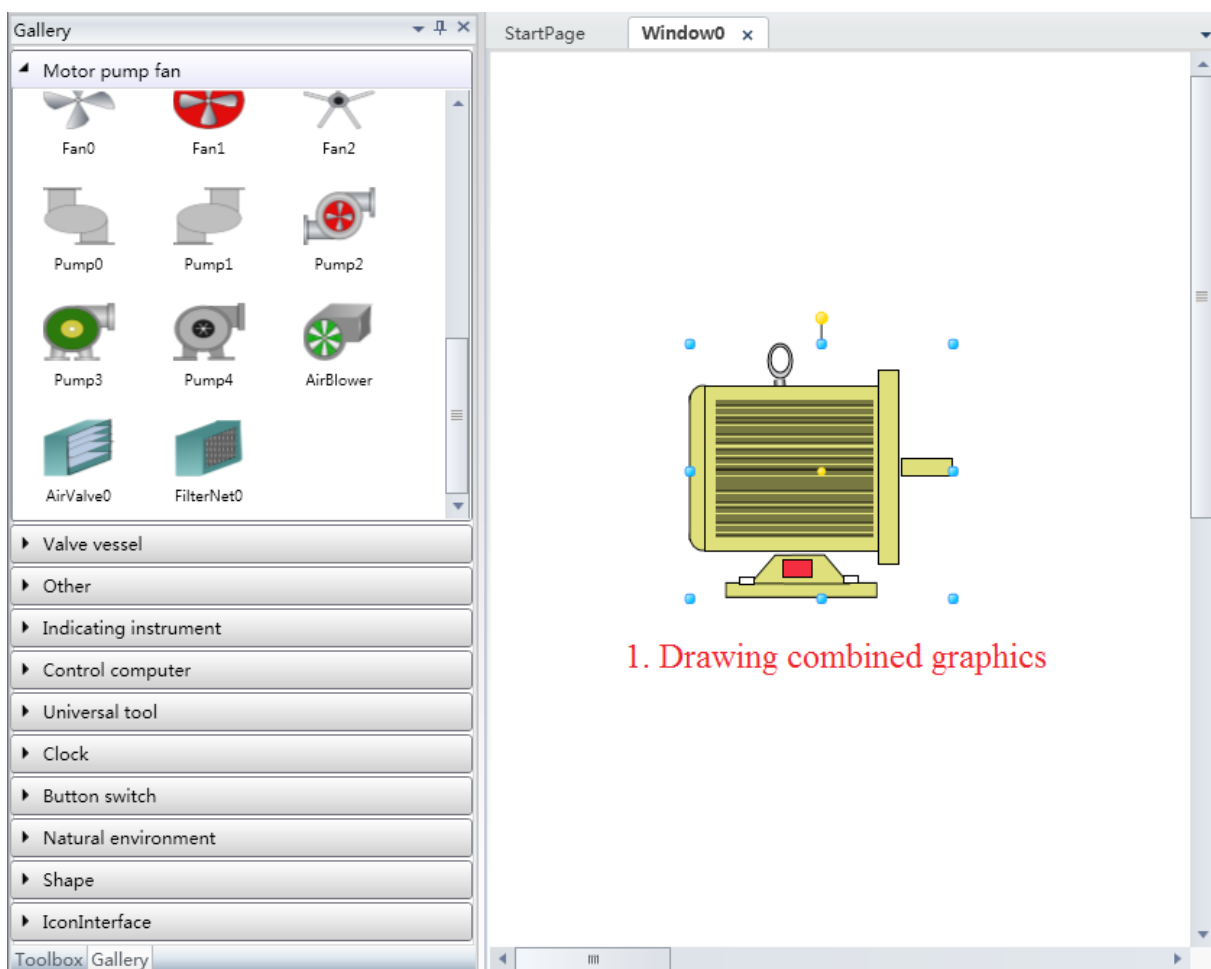 Gallery
StartPage
Window0
Motor pump fan
Fan0
Fan1
Fan2
Pump0
Pump1
Pump2
Pump3
Pump4
AirBlower
AirValve0
FilterNet0
Valve vessel
Other
Indicating instrument
Control computer
Universal tool
Clock
Button switch
Natural environment
Shape
IconInterface
Toolbox
Gallery
1. Drawing combined graphics